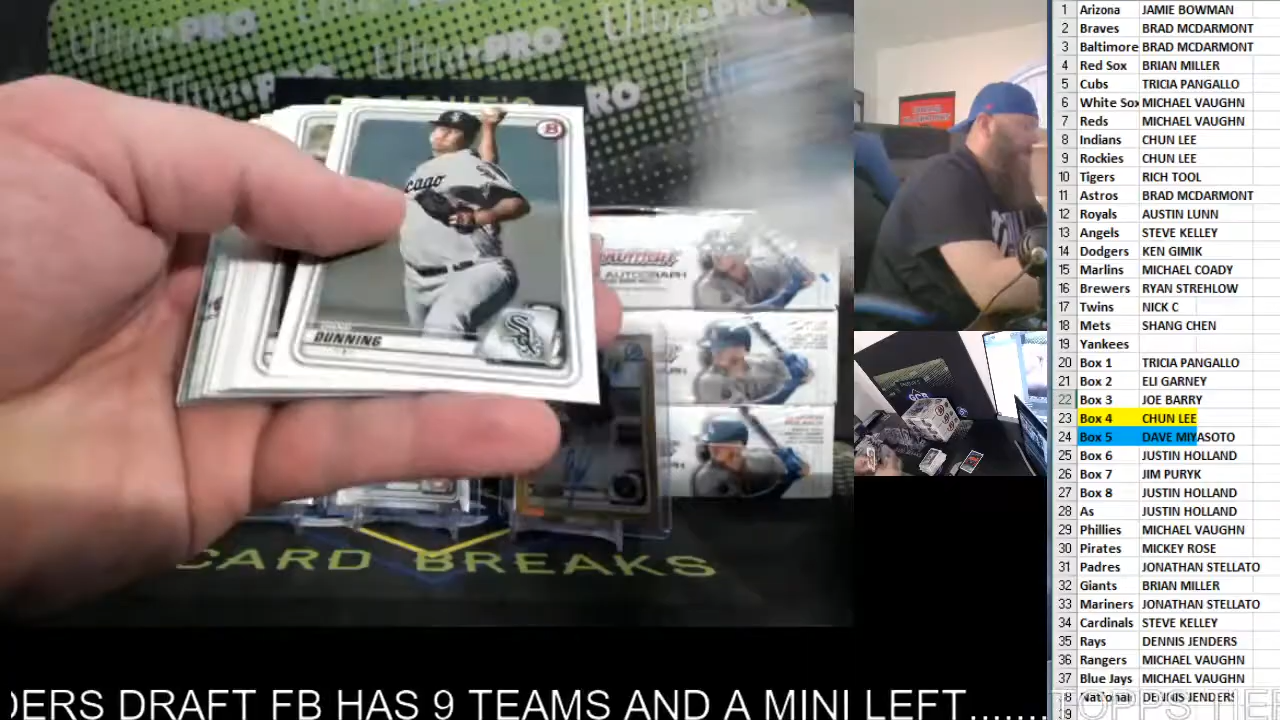 Ultra•PRO
PRO
PRO
PRO
B
cago
DUNNING
Bowman
AUTOGRAPH
CARD BREAKS
1 Arizona JAMIE BOWMAN
2 Braves BRAD MCDARMONT
3 Baltimore BRAD MCDARMONT
4 Red Sox BRIAN MILLER
5 Cubs TRICIA PANGALLO
6 White Sox MICHAEL VAUGHN
7 Reds MICHAEL VAUGHN
8 Indians CHUN LEE
9 Rockies CHUN LEE
10 Tigers RICH TOOL
11 Astros BRAD MCDARMONT
12 Royals AUSTIN LUNN
13 Angels STEVE KELLEY
14 Dodgers KEN GIMIK
15 Marlins MICHAEL COADY
16 Brewers RYAN STREHLOW
17 Twins NICK C
18 Mets SHANG CHEN
19 Yankees
20 Box 1 TRICIA PANGALLO
21 Box 2 ELI GARNEY
22 Box 3 JOE BARRY
23 Box 4 CHUN LEE
24 Box 5 DAVE MIYASOTO
25 Box 6 JUSTIN HOLLAND
26 Box 7 JIM PURYK
27 Box 8 JUSTIN HOLLAND
28 As JUSTIN HOLLAND
29 Phillies MICHAEL VAUGHN
30 Pirates MICKEY ROSE
31 Padres JONATHAN STELLATO
32 Giants BRIAN MILLER
33 Mariners JONATHAN STELLATO
34 Cardinals STEVE KELLEY
35 Rays DENNIS JENDERS
36 Rangers MICHAEL VAUGHN
37 Blue Jays MICHAEL VAUGHN
DENNIS JENDERS
DERS DRAFT FB HAS 9 TEAMS AND A MINI LEFT.......